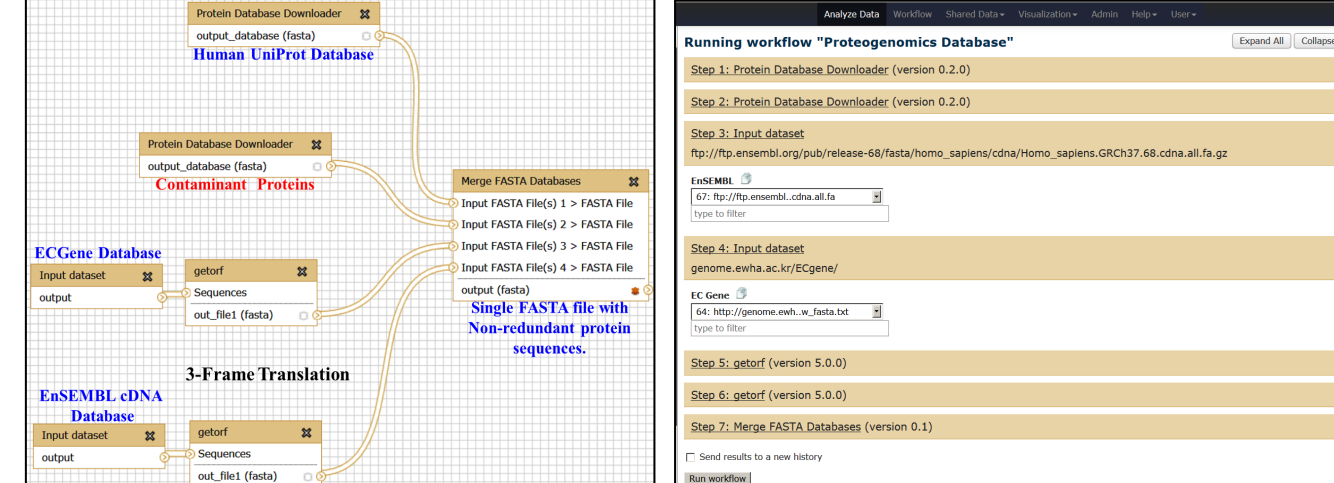 Protein Database Downloader
output_database (fasta)
Human UniProt Database
Protein Database Downloader
output_database (fasta)
Contaminant Proteins
Merge FASTA Databases
Input FASTA File(s) 1 > FASTA File
Input FASTA File(s) 2 > FASTA File
Input FASTA File(s) 3 > FASTA File
Input FASTA File(s) 4 > FASTA File
output (fasta)
Single FASTA file with
Non-redundant protein
sequences.
ECGene Database
Input dataset
output
getorf
Sequences
out_file1 (fasta)
3-Frame Translation
EnSEMBL cDNA
Database
Input dataset
output
getorf
Sequences
out_file1 (fasta)
Analyze Data Workflow Shared Data Visualization Admin Help User
Running workflow "Proteogenomics Database"
Expand All Collapse
Step 1: Protein Database Downloader (version 0.2.0)
Step 2: Protein Database Downloader (version 0.2.0)
Step 3: Input dataset
ftp://ftp.ensembl.org/pub/release-68/fasta/homo_sapiens/cdna/Homo_sapiens.GRCh37.68.cdna.all.fa.gz
EnSEMBL
67: ftp://ftp.ensembl..cdna.all.fa
type to filter
Step 4: Input dataset
genome.ewha.ac.kr/ECgene/
EC Gene
64: http://genome.ewh..w_fasta.txt
type to filter
Step 5: getorf (version 5.0.0)
Step 6: getorf (version 5.0.0)
Step 7: Merge FASTA Databases (version 0.1)
Send results to a new history
Run workflow